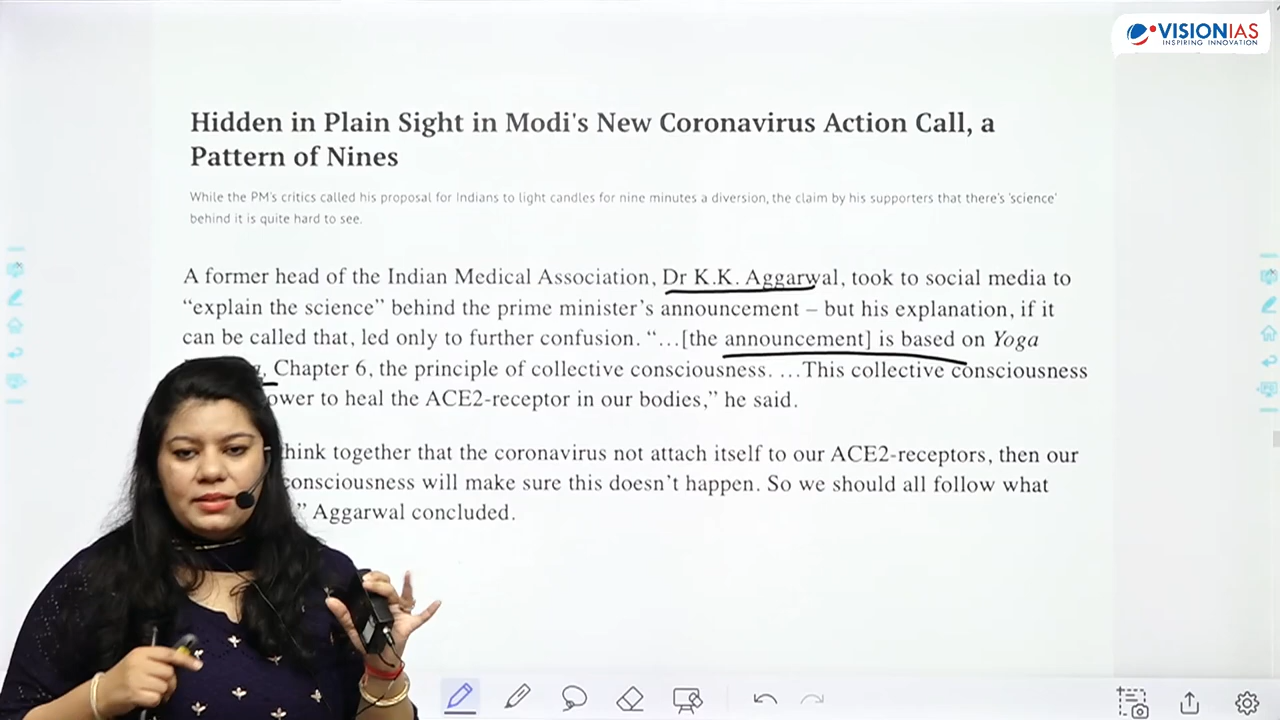 VISIONIAS
INSPIRING INNOVATION
Hidden in Plain Sight in Modi's New Coronavirus Action Call, a
Pattern of Nines
While the PM's critics called his proposal for Indians to light candles for nine minutes a diversion, the claim by his supporters that there's 'science'
behind it is quite hard to see.
A former head of the Indian Medical Association, Dr K.K. Aggarwal, took to social media to
“explain the science” behind the prime minister’s announcement – but his explanation, if it
can be called that, led only to further confusion. “…[the announcement] is based on Yoga
Chapter 6, the principle of collective consciousness. …This collective consciousness
to heal the ACE2-receptor in our bodies,” he said.
together that the coronavirus not attach itself to our ACE2-receptors, then our
consciousness will make sure this doesn’t happen. So we should all follow what
” Aggarwal concluded.